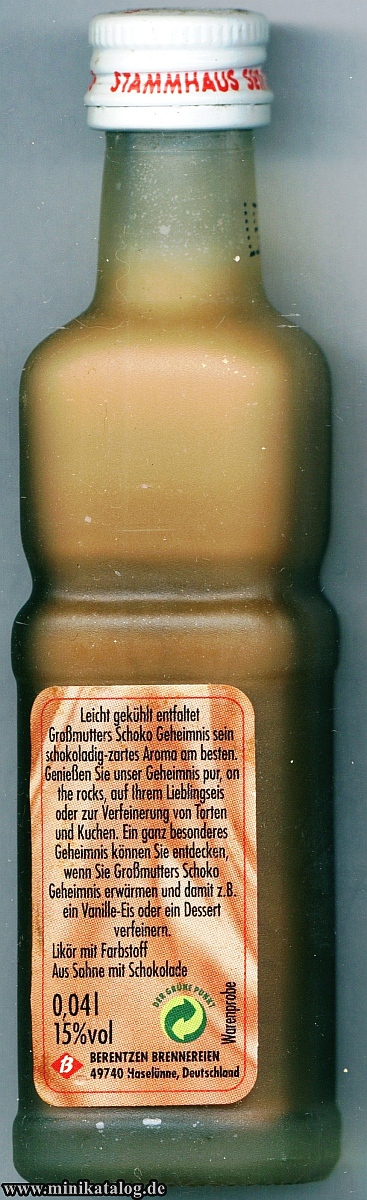 STAMMHAUS
Leicht gekühlt entfaltet
Großmutters Schoko Geheimnis sein
schokoladig-zartes Aroma am besten.
Genießen Sie unser Geheimnis pur, on
the rocks, auf Ihrem Lieblingseis
oder zur Verfeinerung von Torten
und Kuchen. Ein ganz besonderes
Geheimnis können Sie entdecken,
wenn Sie Großmutters Schoko
Geheimnis erwärmen und damit z.B.
ein Vanille-Eis oder ein Dessert
verfeinern.
Likör mit Farbstoff
Aus Sahne mit Schokolade
0,04l
15%vol
DER GRÜNE PUNKT
Warenprobe
B
BERENTZEN BRENNEREIEN
49740 Haselünne, Deutschland
www.minikatalog.de